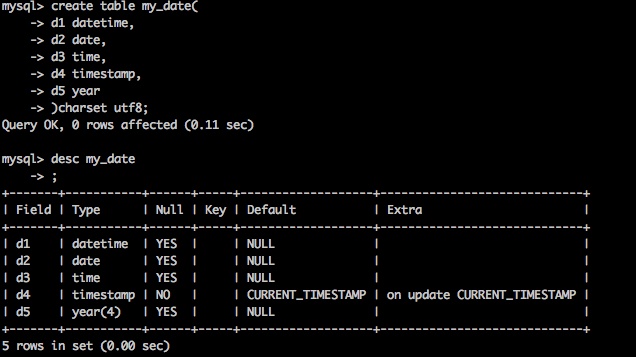 mysql> create table my_date(
    -> d1 datetime,
    -> d2 date,
    -> d3 time,
    -> d4 timestamp,
    -> d5 year
    -> )charset utf8;
Query OK, 0 rows affected (0.11 sec)

mysql> desc my_date
    -> ;
+-------+-----------+------+-----+-------------------+-----------------------------+
| Field | Type      | Null | Key | Default           | Extra                       |
+-------+-----------+------+-----+-------------------+-----------------------------+
| d1    | datetime  | YES  |     | NULL              |                             |
| d2    | date      | YES  |     | NULL              |                             |
| d3    | time      | YES  |     | NULL              |                             |
| d4    | timestamp | NO   |     | CURRENT_TIMESTAMP | on update CURRENT_TIMESTAMP |
| d5    | year(4)   | YES  |     | NULL              |                             |
+-------+-----------+------+-----+-------------------+-----------------------------+
5 rows in set (0.00 sec)